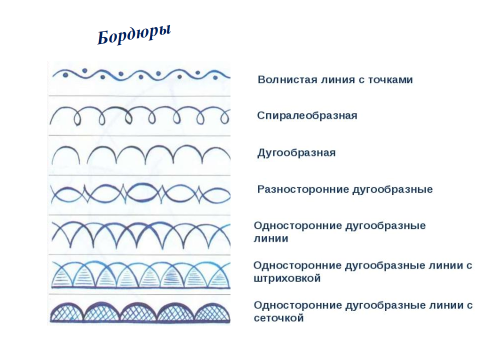 Бордюры
Волнистая линия с точками
Спиралеобразная
Дугообразная
Разносторонние дугообразные
Односторонние дугообразные
линии
Односторонние дугообразные линии с
штриховкой
Односторонние дугообразные линии с
сеточкой